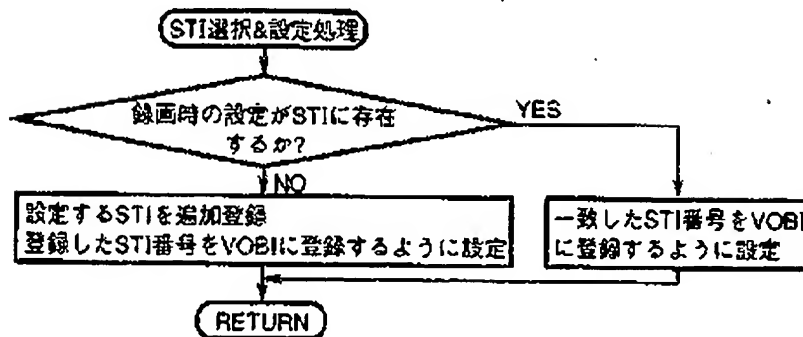 STI選択&設定処理
録画時の設定がSTIに存在
するか?
YES
NO
設定するSTIを追加登録
登録したSTI番号をVOBIに登録するように設定
一致したSTI番号をVOBI
に登録するように設定
RETURN